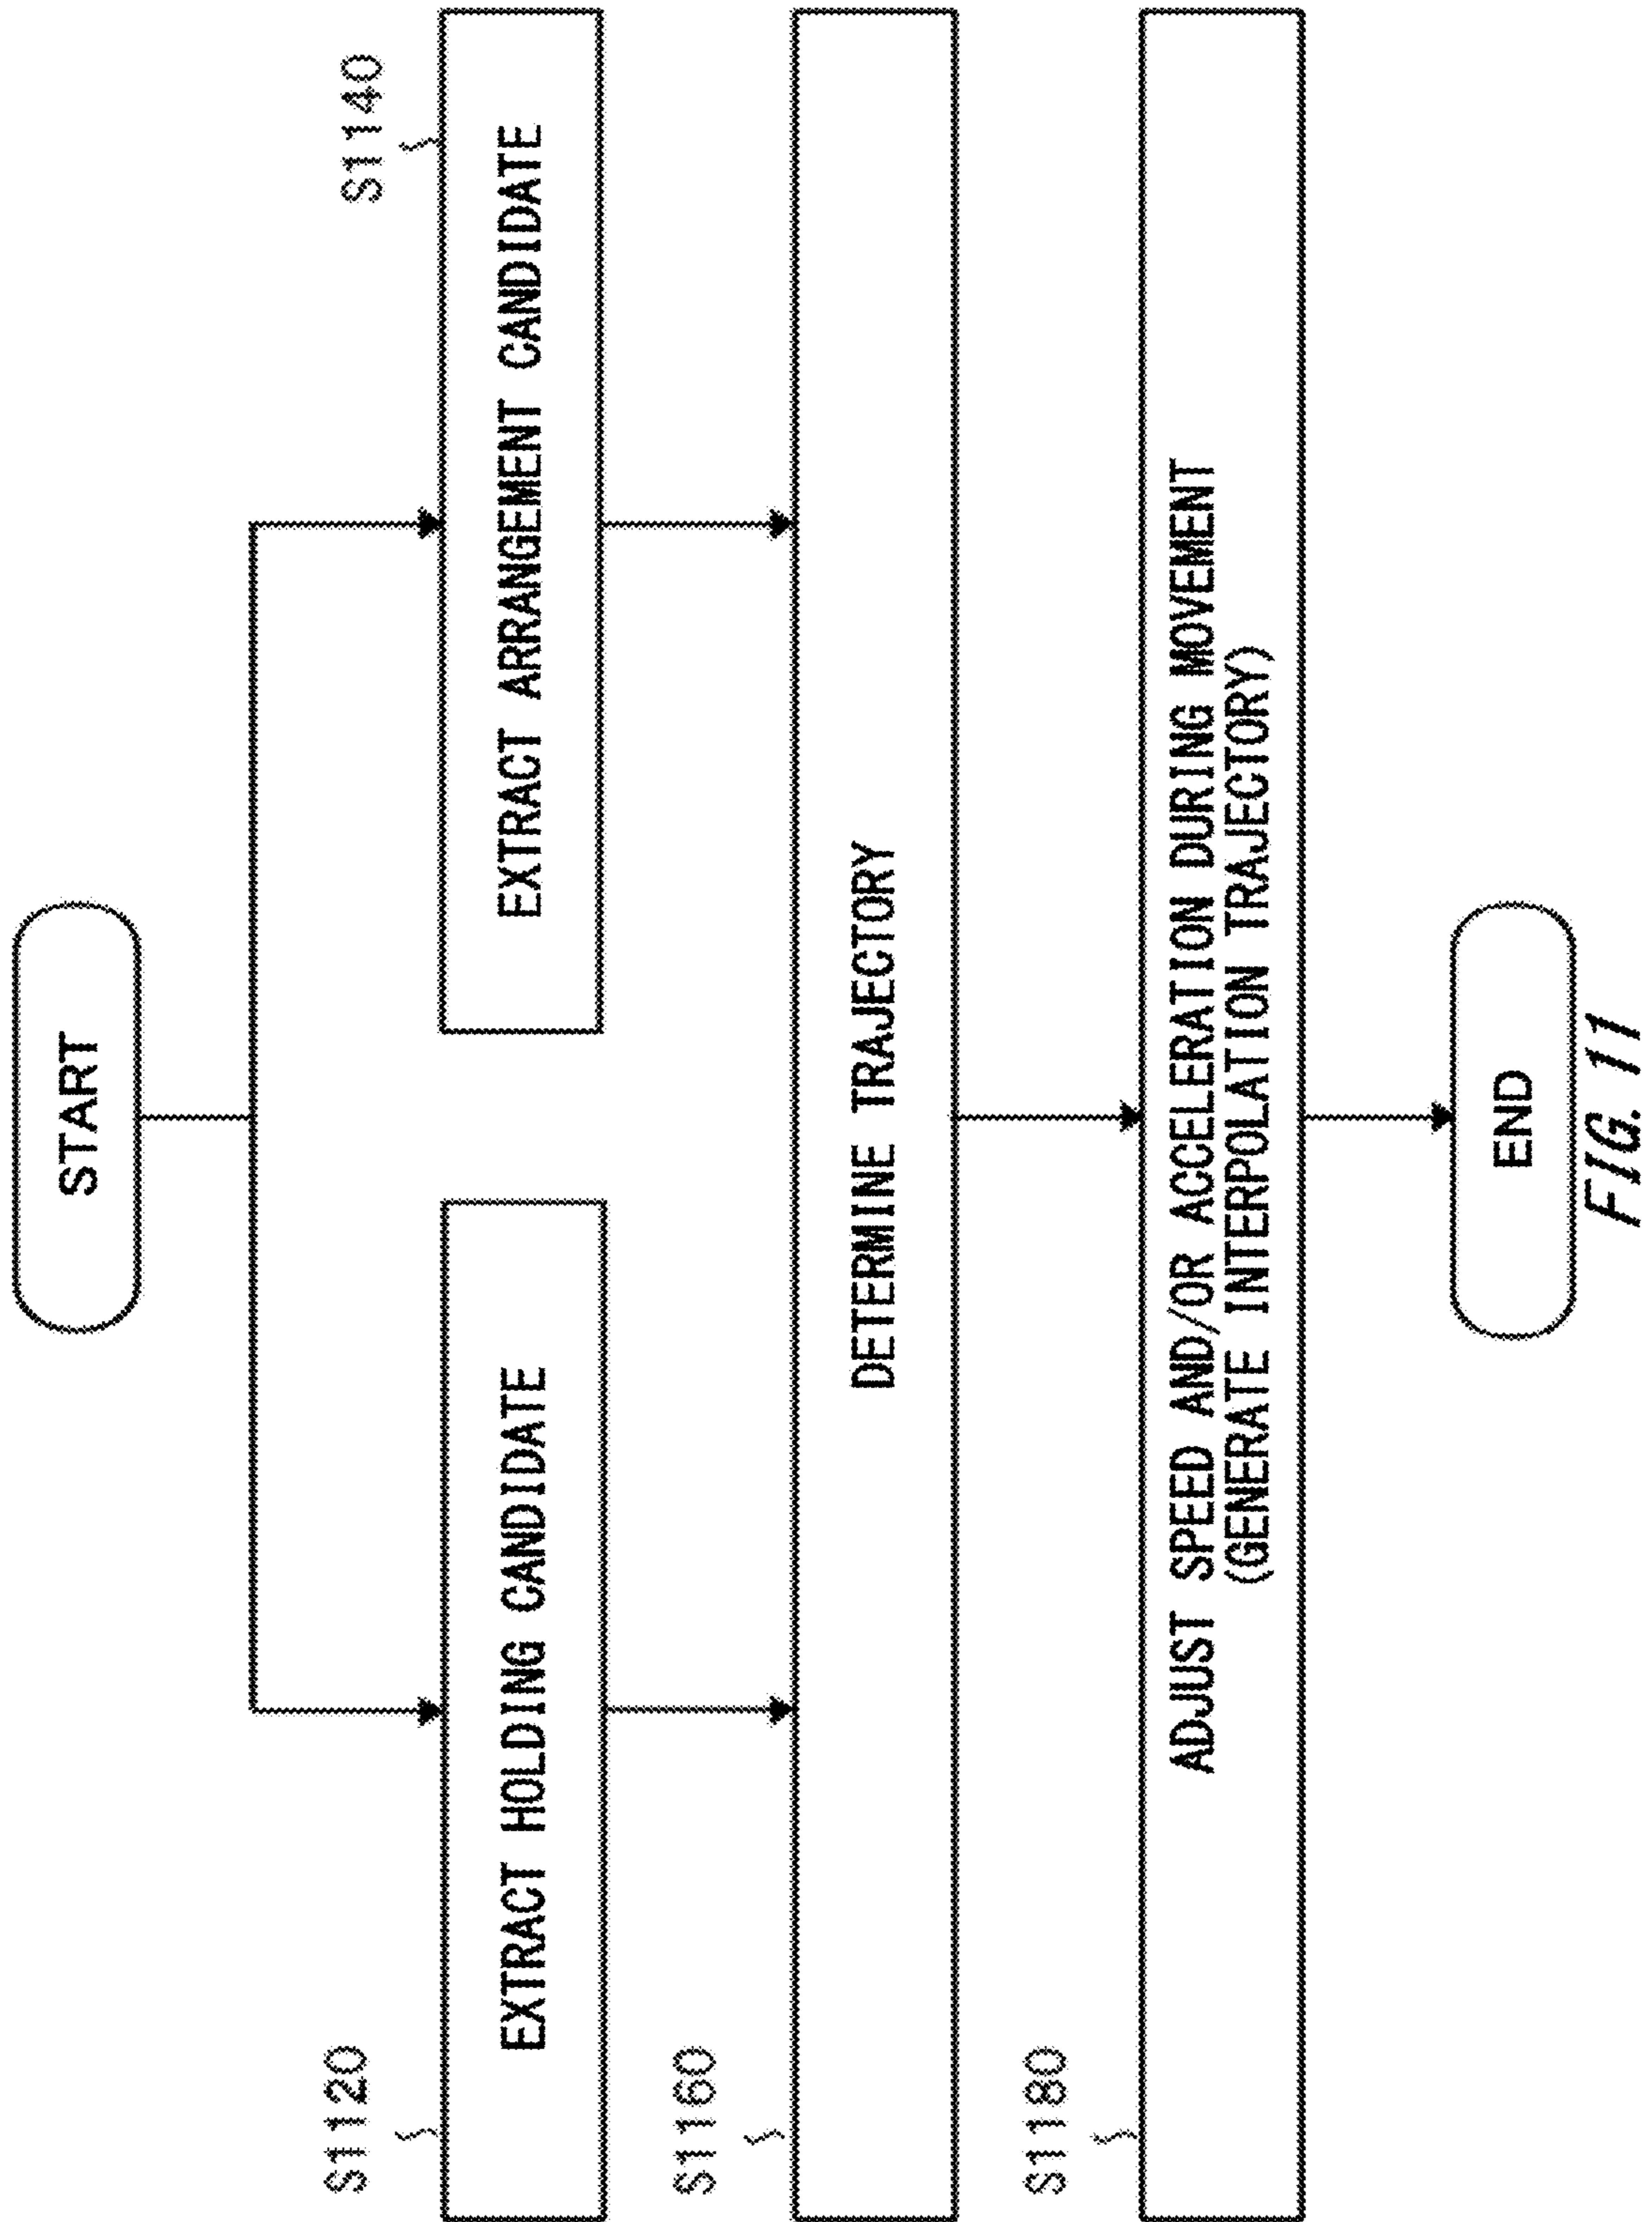 START
S1120
EXTRACT HOLDING CANDIDATE
S1140
EXTRACT ARRANGEMENT CANDIDATE
S1160
DETERMINE TRAJECTORY
S1180
ADJUST SPEED AND/OR ACCELERATION DURING MOVEMENT
(GENERATE INTERPOLATION TRAJECTORY)
END
FIG. 11